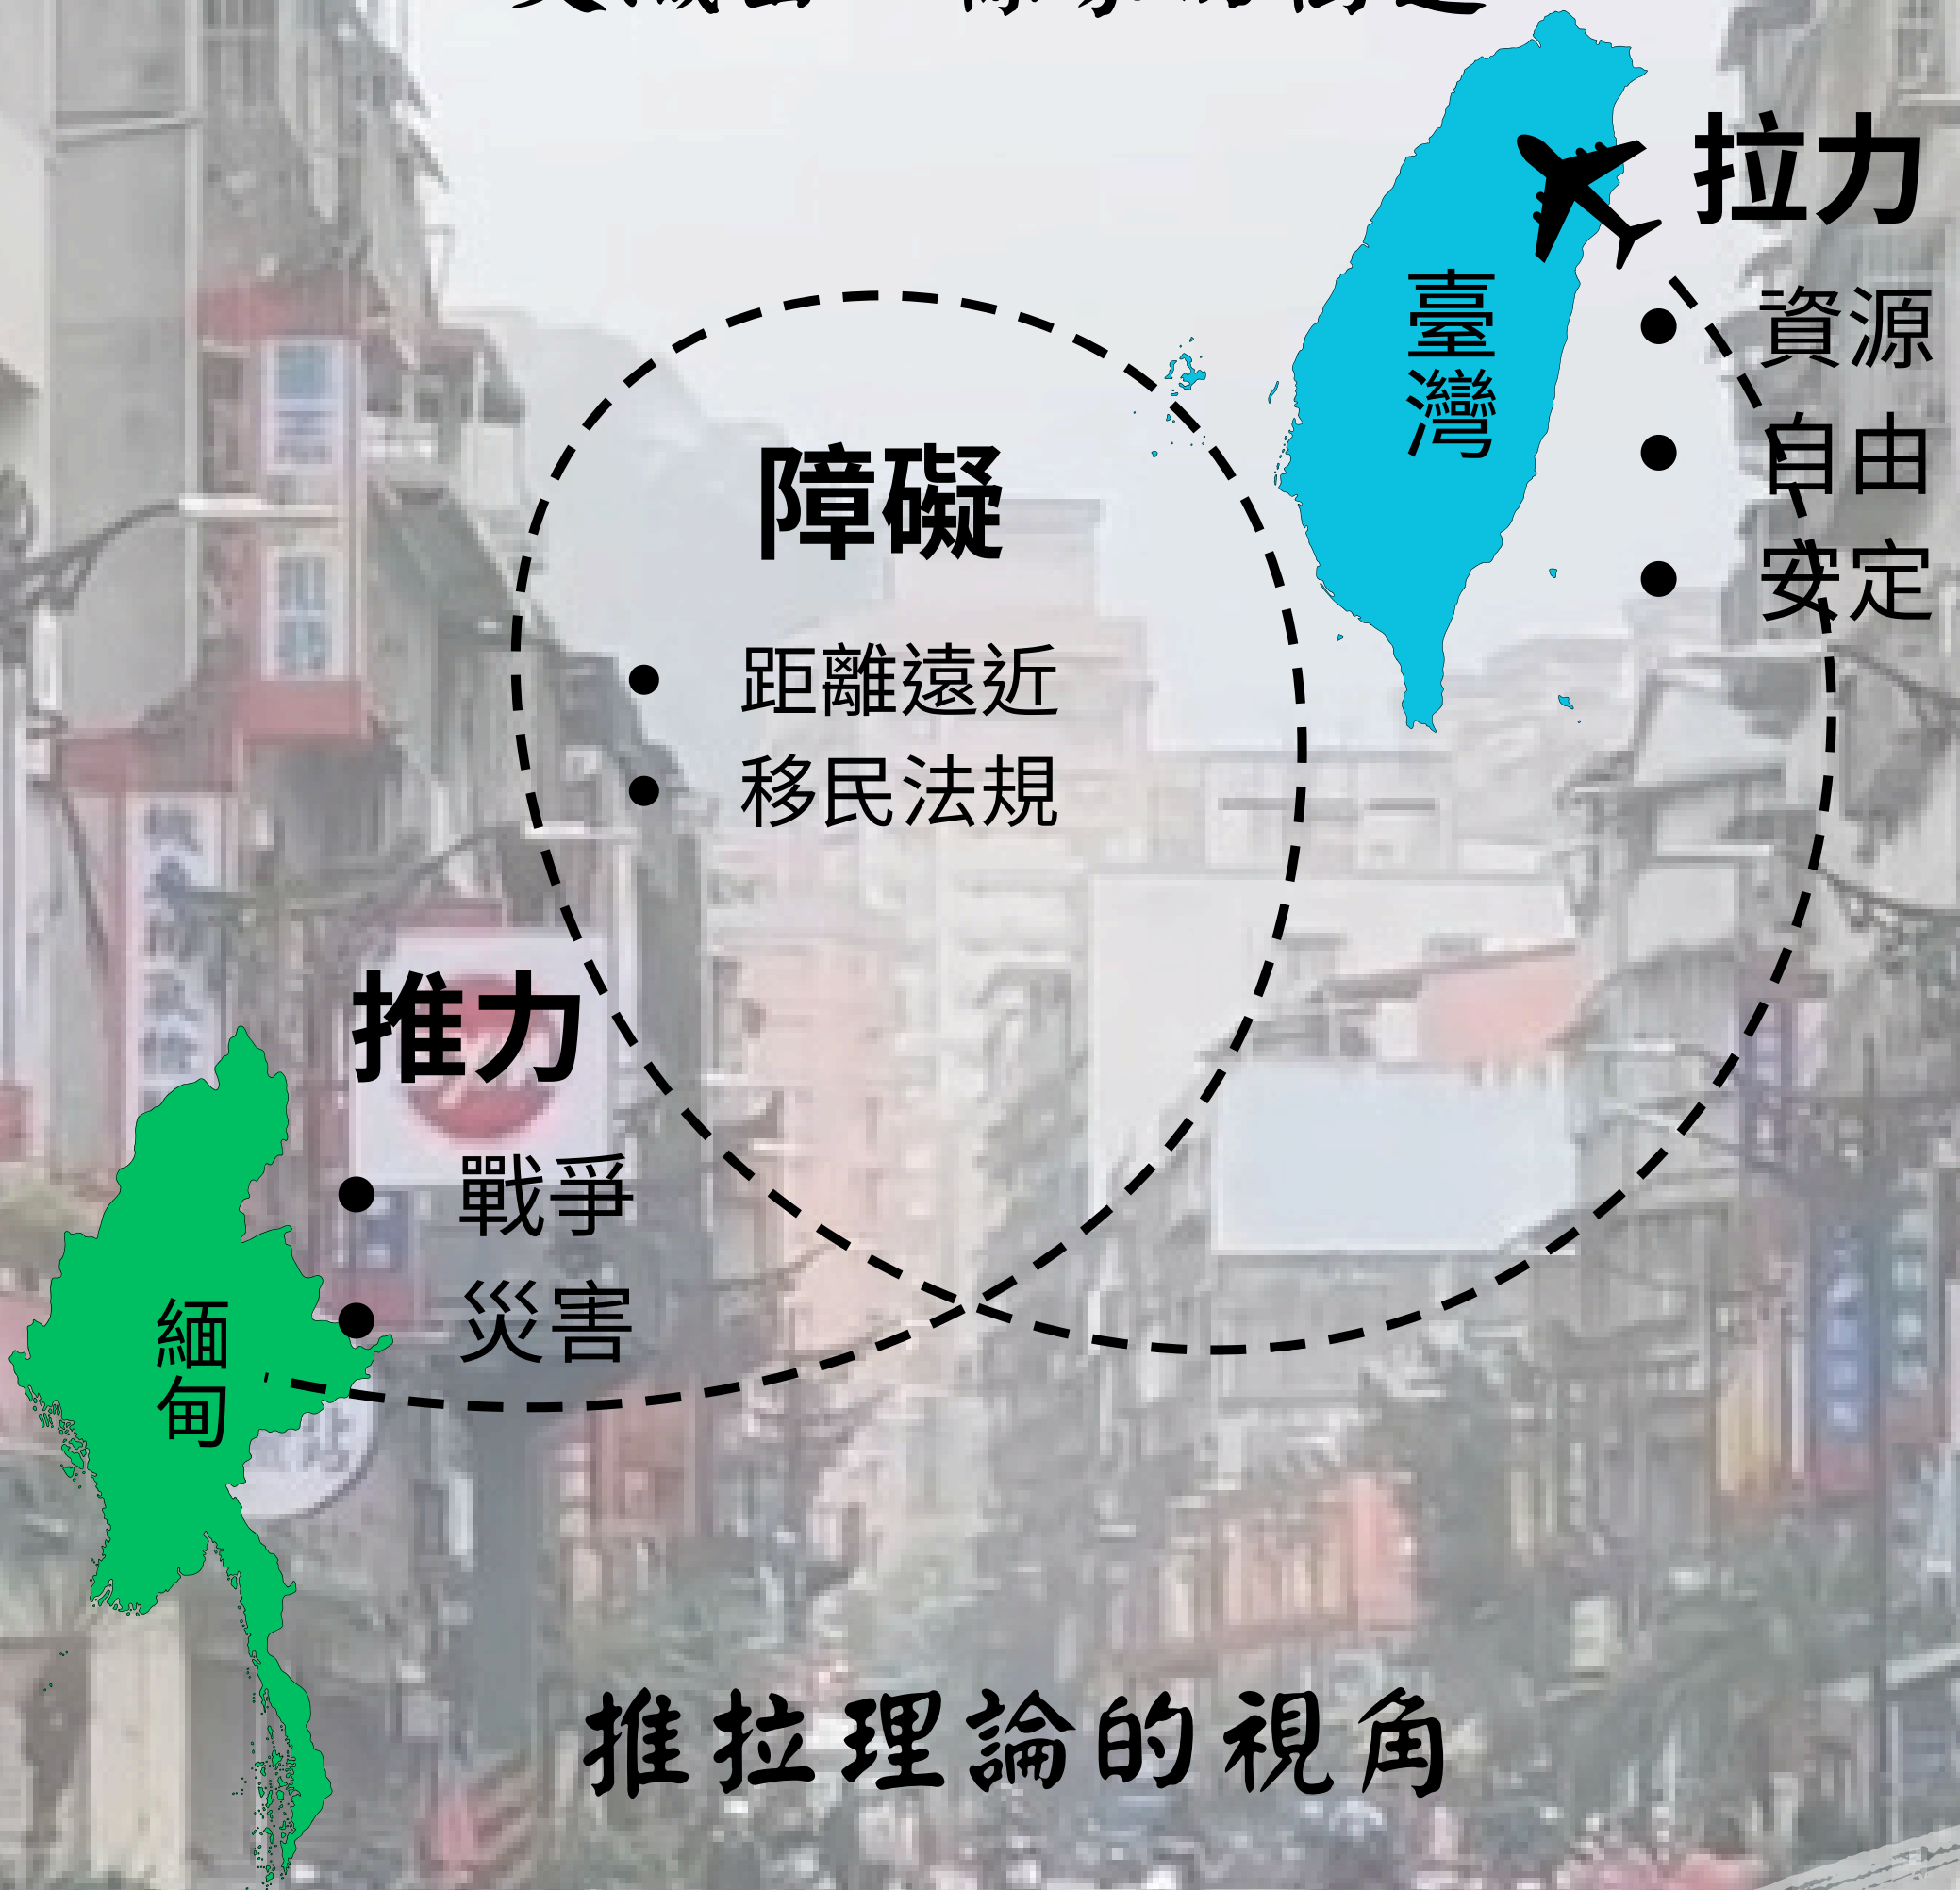 拉力
資源
自由
安定
臺灣
障礙
距離遠近
移民法規
推力
戰爭
災害
緬甸
推拉理論的視角